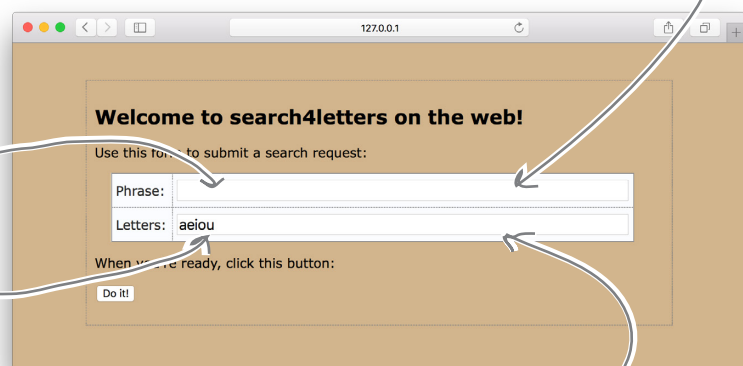 127.0.0.1
Welcome to search4letters on the web!
Use this form to submit a search request:
Phrase:
Letters: aeiou
When you're ready, click this button:
Do it!